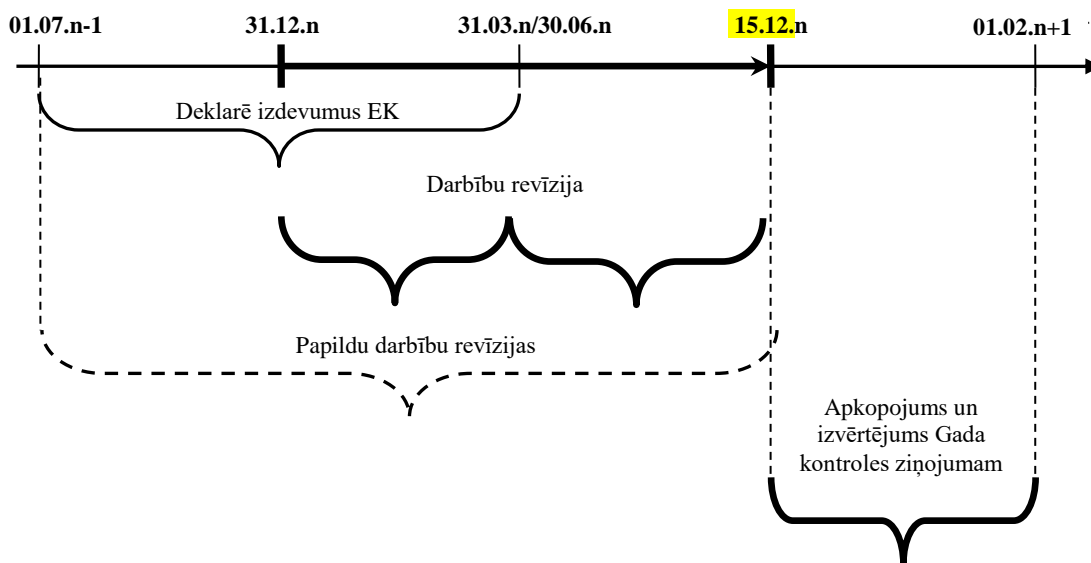 01.07.n-1 31.12.n 31.03.n/30.06.n 15.12.n 01.02.n+1
Deklarē izdevumus EK
Darbību revīzija
Papildu darbību revīzijas
Apkopojums un
izvērtējums Gada
kontroles ziņojumam